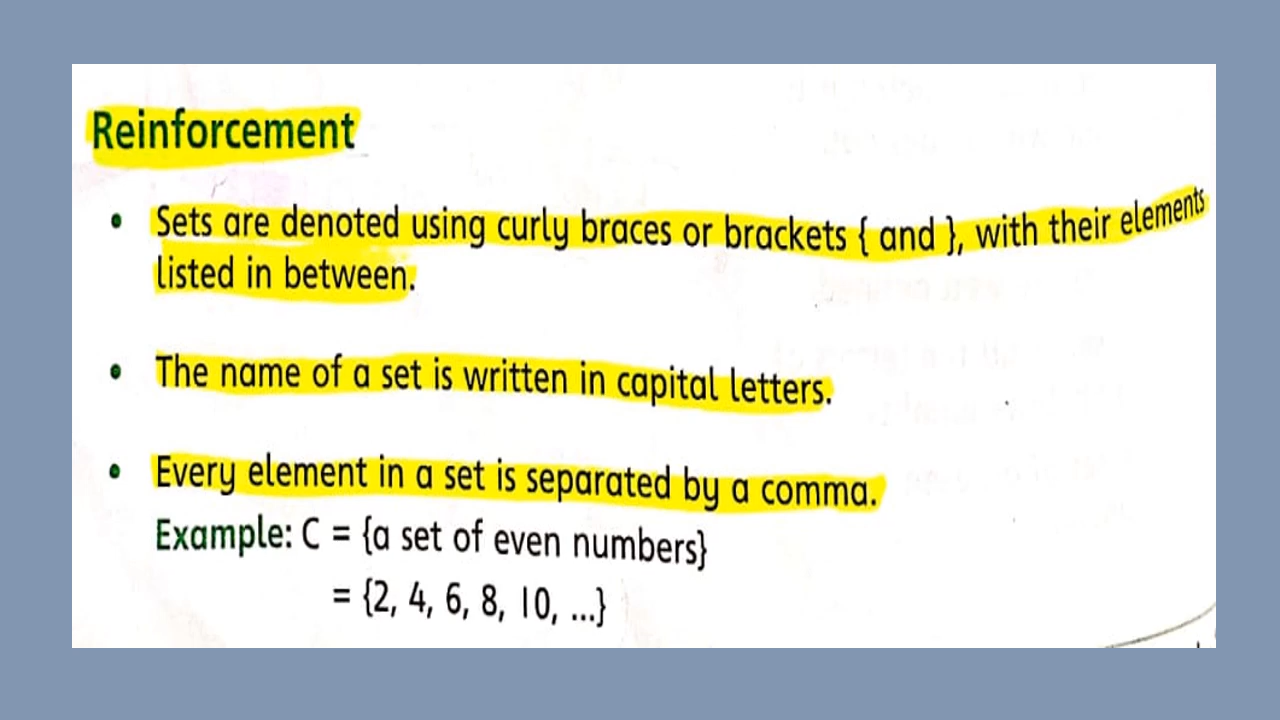 Reinforcement
• Sets are denoted using curly braces or brackets { and }, with their elements
listed in between.
• The name of a set is written in capital letters.
• Every element in a set is separated by a comma.
Example: C = {a set of even numbers}
= {2, 4, 6, 8, 10, ...}